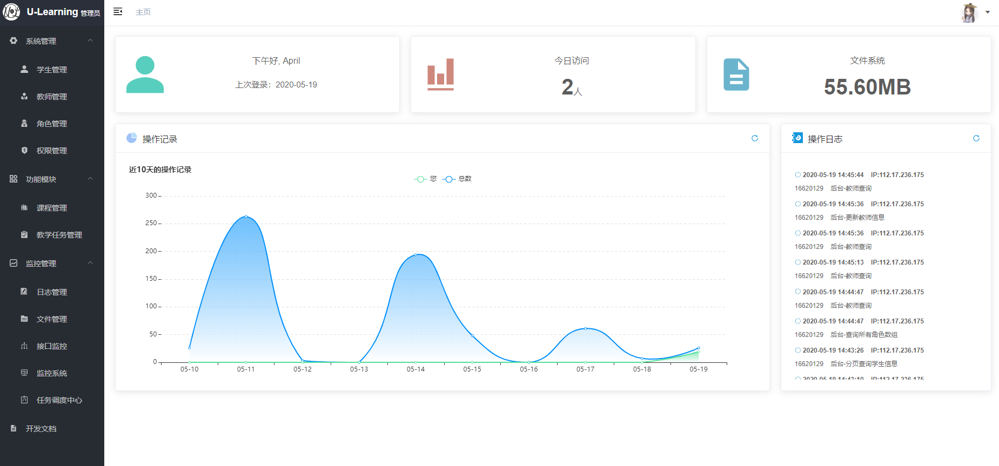 U-Learning 管理员
主页
系统管理
学生管理
教师管理
角色管理
权限管理
功能模块
课程管理
教学任务管理
监控管理
日志管理
文件管理
接口监控
监控系统
任务调度中心
开发文档
下午好, April
上次登录：2020-05-19
今日访问
2人
文件系统
55.60MB
操作记录
近10天的操作记录
您 总数
300
250
200
150
100
50
0
05-10 05-11 05-12 05-13 05-14 05-15 05-16 05-17 05-18 05-19
操作日志
2020-05-19 14:45:44 IP:112.17.236.175
16620129 后台-教师查询
2020-05-19 14:45:36 IP:112.17.236.175
16620129 后台-更新教师信息
2020-05-19 14:45:36 IP:112.17.236.175
16620129 后台-教师查询
2020-05-19 14:45:13 IP:112.17.236.175
16620129 后台-教师查询
2020-05-19 14:44:47 IP:112.17.236.175
16620129 后台-教师查询
2020-05-19 14:44:47 IP:112.17.236.175
16620129 后台-查询所有角色数组
2020-05-19 14:43:26 IP:112.17.236.175
16620129 后台-分页查询学生信息
2020-05-19 14:43:10 IP:112.17.236.175